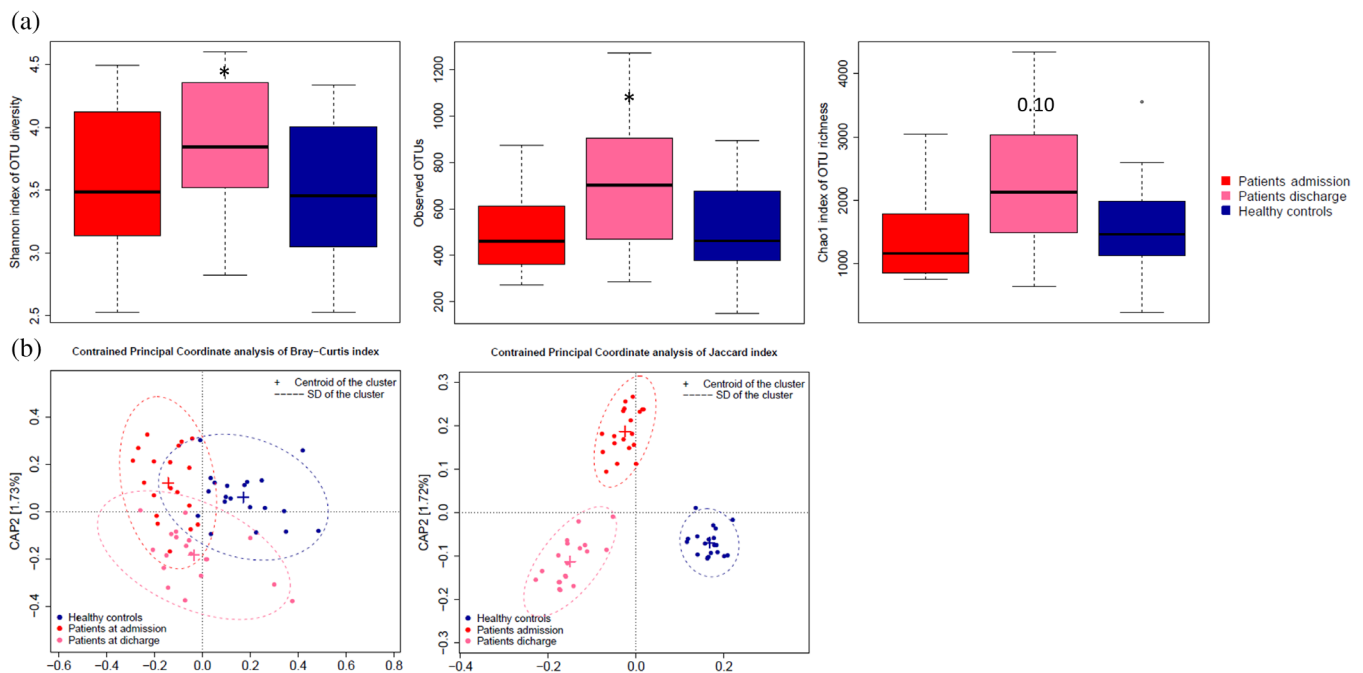 (a)
Shannon index of OTU diversity
4.5
4.0
3.5
3.0
2.5
*
Observed OTUs
1200
1000
800
600
400
200
*
Chao1 index of OTU richness
4000
3000
2000
1000
0.10
Patients admission
Patients discharge
Healthy controls
(b)
Contrained Principal Coordinate analysis of Bray−Curtis index
CAP2 [1.73%]
0.4
0.2
0.0
−0.2
−0.4
+ Centroid of the cluster
SD of the cluster
Healthy controls
Patients at admission
Patients at dicharge
−0.6 −0.4 −0.2 0.0 0.2 0.4 0.6 0.8
Contrained Principal Coordinate analysis of Jaccard index
CAP2 [1.72%]
0.3
0.2
0.1
0.0
−0.1
−0.2
−0.3
+ Centroid of the cluster
SD of the cluster
Healthy controls
Patients admission
Patients dicharge
−0.4 −0.2 0.0 0.2